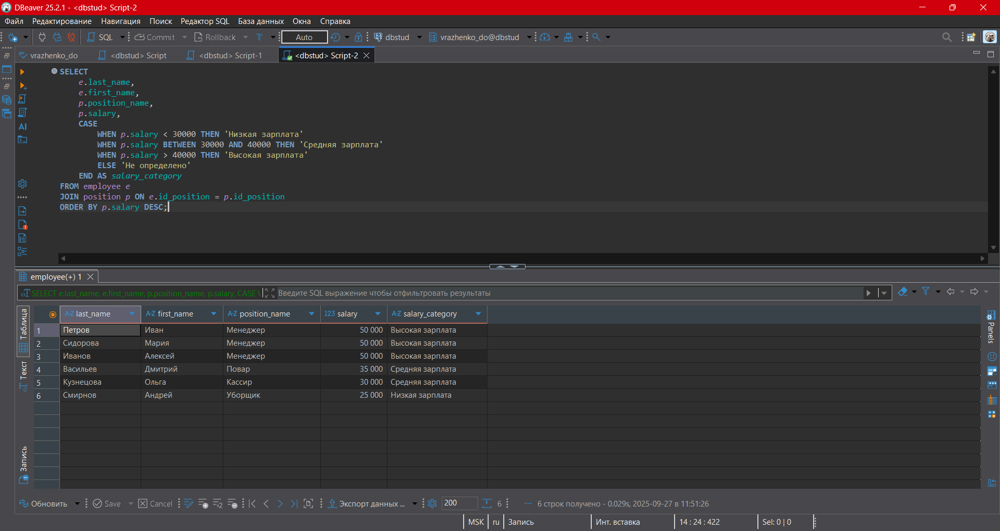 DBeaver 25.2.1 - <dbstud> Script-2
Файл Редактирование Навигация Поиск Редактор SQL База данных Окна Справка
SQL Commit Rollback T Auto dbstud vrazhenko_do@dbstud
vrazhenko_do <dbstud> Script <dbstud> Script-1 <dbstud> Script-2
SELECT
e.last_name,
e.first_name,
p.position_name,
p.salary,
CASE
WHEN p.salary < 30000 THEN 'Низкая зарплата'
WHEN p.salary BETWEEN 30000 AND 40000 THEN 'Средняя зарплата'
WHEN p.salary > 40000 THEN 'Высокая зарплата'
ELSE 'Не определено'
END AS salary_category
FROM employee e
JOIN position p ON e.id_position = p.id_position
ORDER BY p.salary DESC;
AI
employee(+) 1
SELECT e.last_name, e.first_name, p.position_name, p.salary, CASE Введите SQL выражение чтобы отфильтровать результаты
A-Z last_name A-Z first_name A-Z position_name 123 salary A-Z salary_category
1 Петров Иван Менеджер 50 000 Высокая зарплата
2 Сидорова Мария Менеджер 50 000 Высокая зарплата
3 Иванов Алексей Менеджер 50 000 Высокая зарплата
4 Васильев Дмитрий Повар 35 000 Средняя зарплата
5 Кузнецова Ольга Кассир 30 000 Средняя зарплата
6 Смирнов Андрей Уборщик 25 000 Низкая зарплата
Таблица
Текст
Запись
Panels
Обновить Save Cancel Экспорт данных ... 200 6 ... 6 строк получено - 0.029s, 2025-09-27 в 11:51:26
MSK ru Запись Инт. вставка 14 : 24 : 422 Sel: 0 | 0